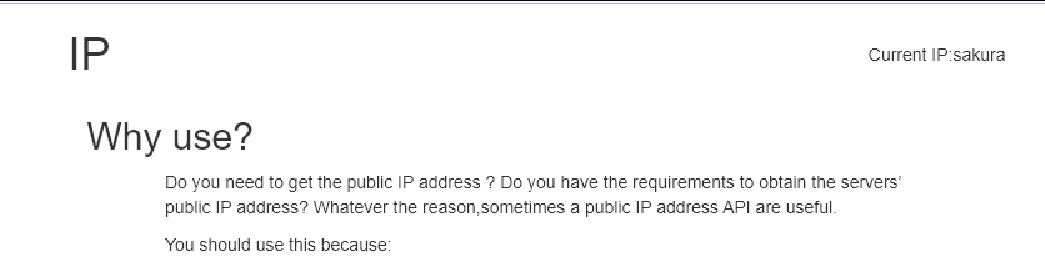 IP
Current IP:sakura
Why use?
Do you need to get the public IP address ? Do you have the requirements to obtain the servers’
public IP address? Whatever the reason,sometimes a public IP address API are useful.
You should use this because: